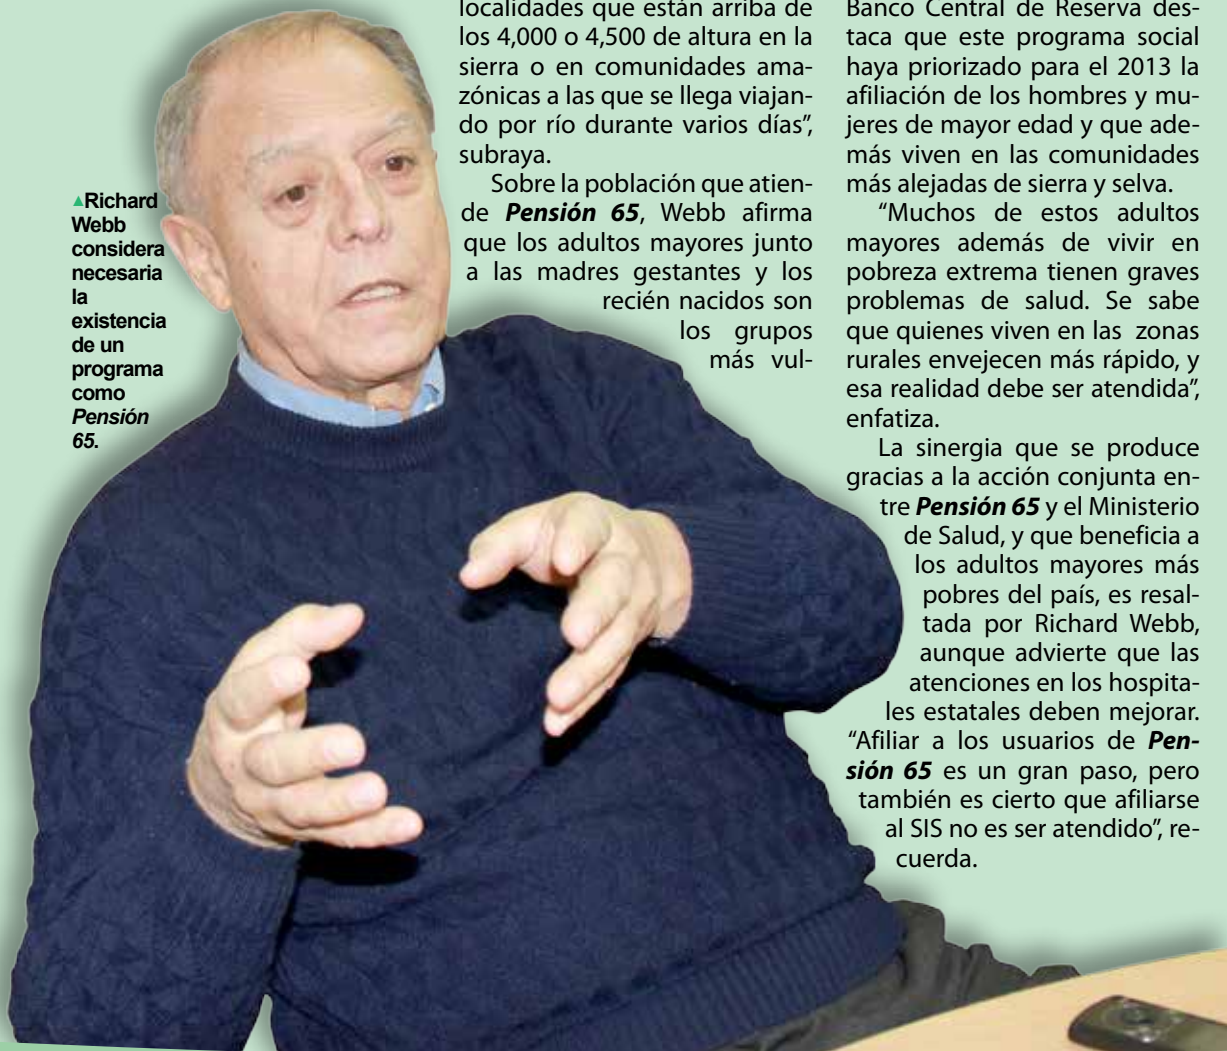 ▲Richard
Webb
considera
necesaria
la
existencia
de un
programa
como
Pensión
65.
localidades que están arriba de
los 4,000 o 4,500 de altura en la
sierra o en comunidades ama-
zónicas a las que se llega viajan-
do por río durante varios días”,
subraya.
Sobre la población que atien-
de Pensión 65, Webb afirma
que los adultos mayores junto
a las madres gestantes y los
recién nacidos son
los grupos
más vul-
Banco Central de Reserva des-
taca que este programa social
haya priorizado para el 2013 la
afiliación de los hombres y mu-
jeres de mayor edad y que ade-
más viven en las comunidades
más alejadas de sierra y selva.
“Muchos de estos adultos
mayores además de vivir en
pobreza extrema tienen graves
problemas de salud. Se sabe
que quienes viven en las zonas
rurales envejecen más rápido, y
esa realidad debe ser atendida”,
enfatiza.
La sinergia que se produce
gracias a la acción conjunta en-
tre Pensión 65 y el Ministerio
de Salud, y que beneficia a
los adultos mayores más
pobres del país, es resal-
tada por Richard Webb,
aunque advierte que las
atenciones en los hospita-
les estatales deben mejorar.
“Afiliar a los usuarios de Pen-
sión 65 es un gran paso, pero
también es cierto que afiliarse
al SIS no es ser atendido”, re-
cuerda.